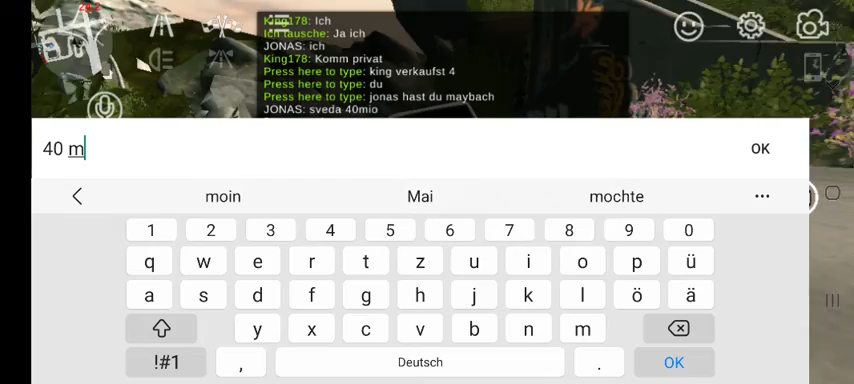 King178: Ich
Ich tausche: Ja ich
JONAS: ich
King178: Komm privat
Press here to type: king verkaufst 4
Press here to type: du
Press here to type: jonas hast du maybach
JONAS: sveda 40mio
40 m
OK
moin Mai mochte ...
1 2 3 4 5 6 7 8 9 0
q w e r t z u i o p ü
a s d f g h j k l ö ä
y x c v b n m
!#1 , Deutsch . OK